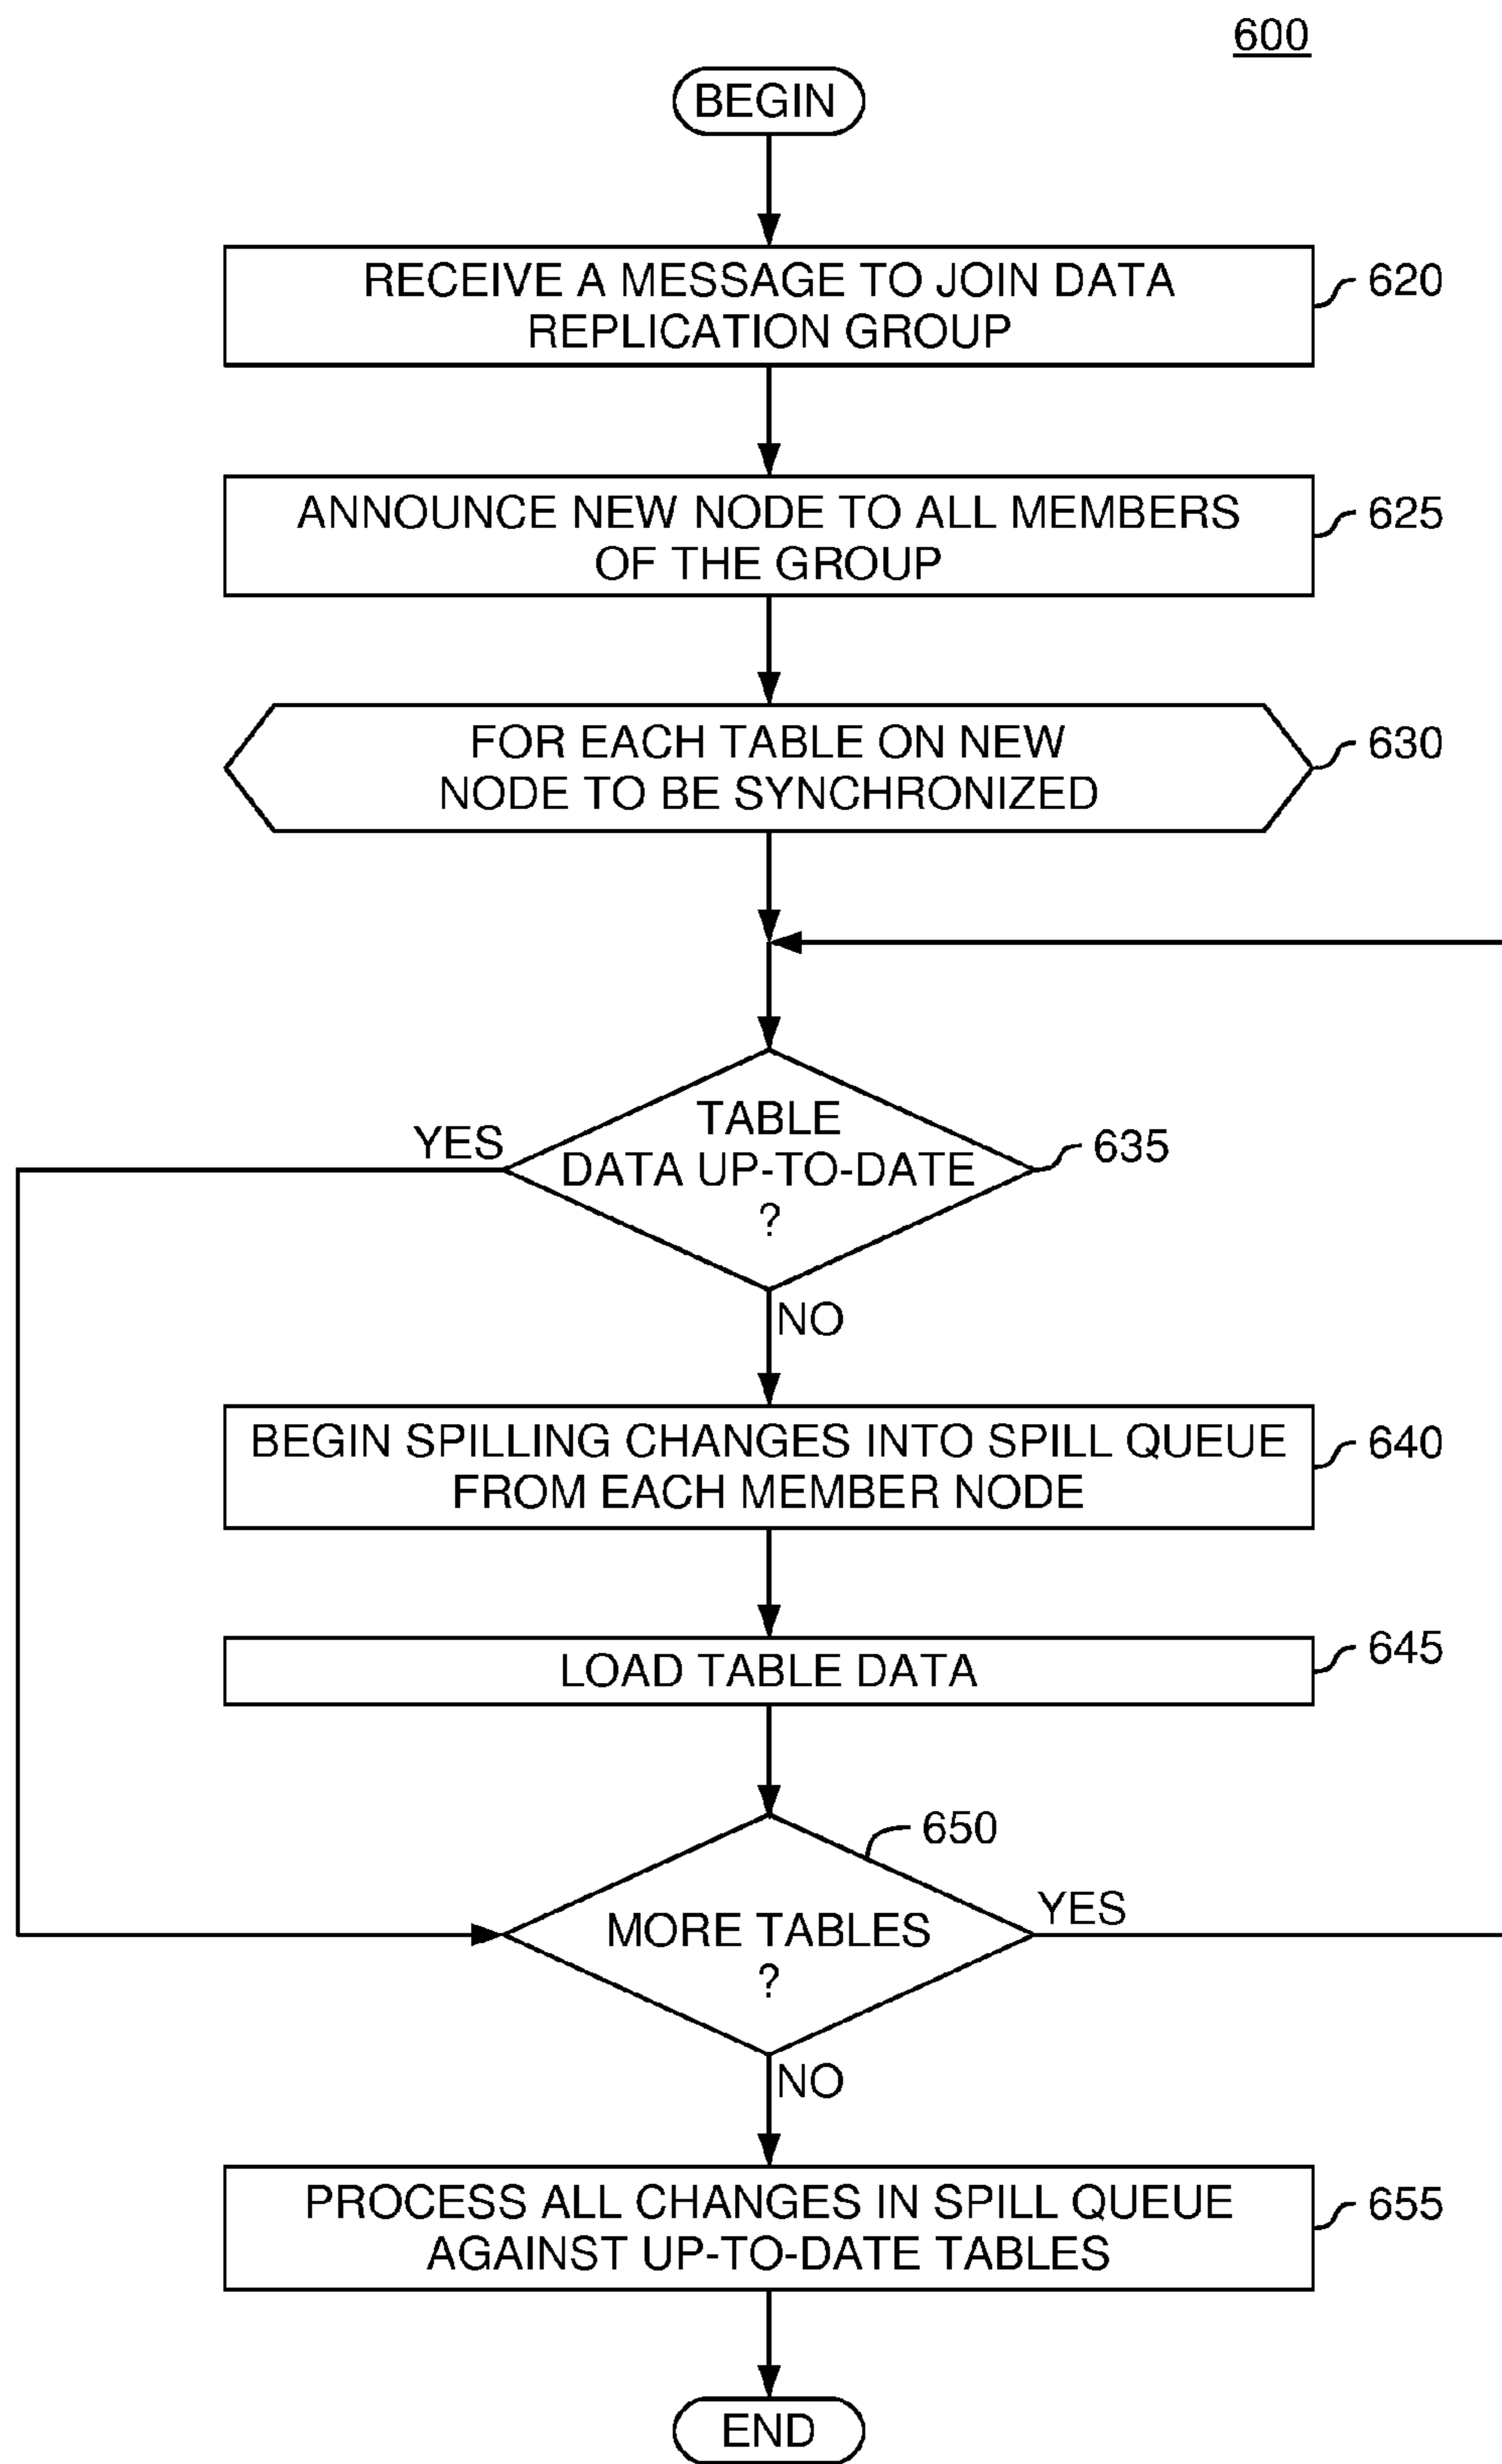 600
BEGIN
RECEIVE A MESSAGE TO JOIN DATA
REPLICATION GROUP
620
ANNOUNCE NEW NODE TO ALL MEMBERS
OF THE GROUP
625
FOR EACH TABLE ON NEW
NODE TO BE SYNCHRONIZED
630
TABLE
DATA UP-TO-DATE
?
635
YES
NO
BEGIN SPILLING CHANGES INTO SPILL QUEUE
FROM EACH MEMBER NODE
640
LOAD TABLE DATA
645
650
MORE TABLES
?
YES
NO
PROCESS ALL CHANGES IN SPILL QUEUE
AGAINST UP-TO-DATE TABLES
655
END